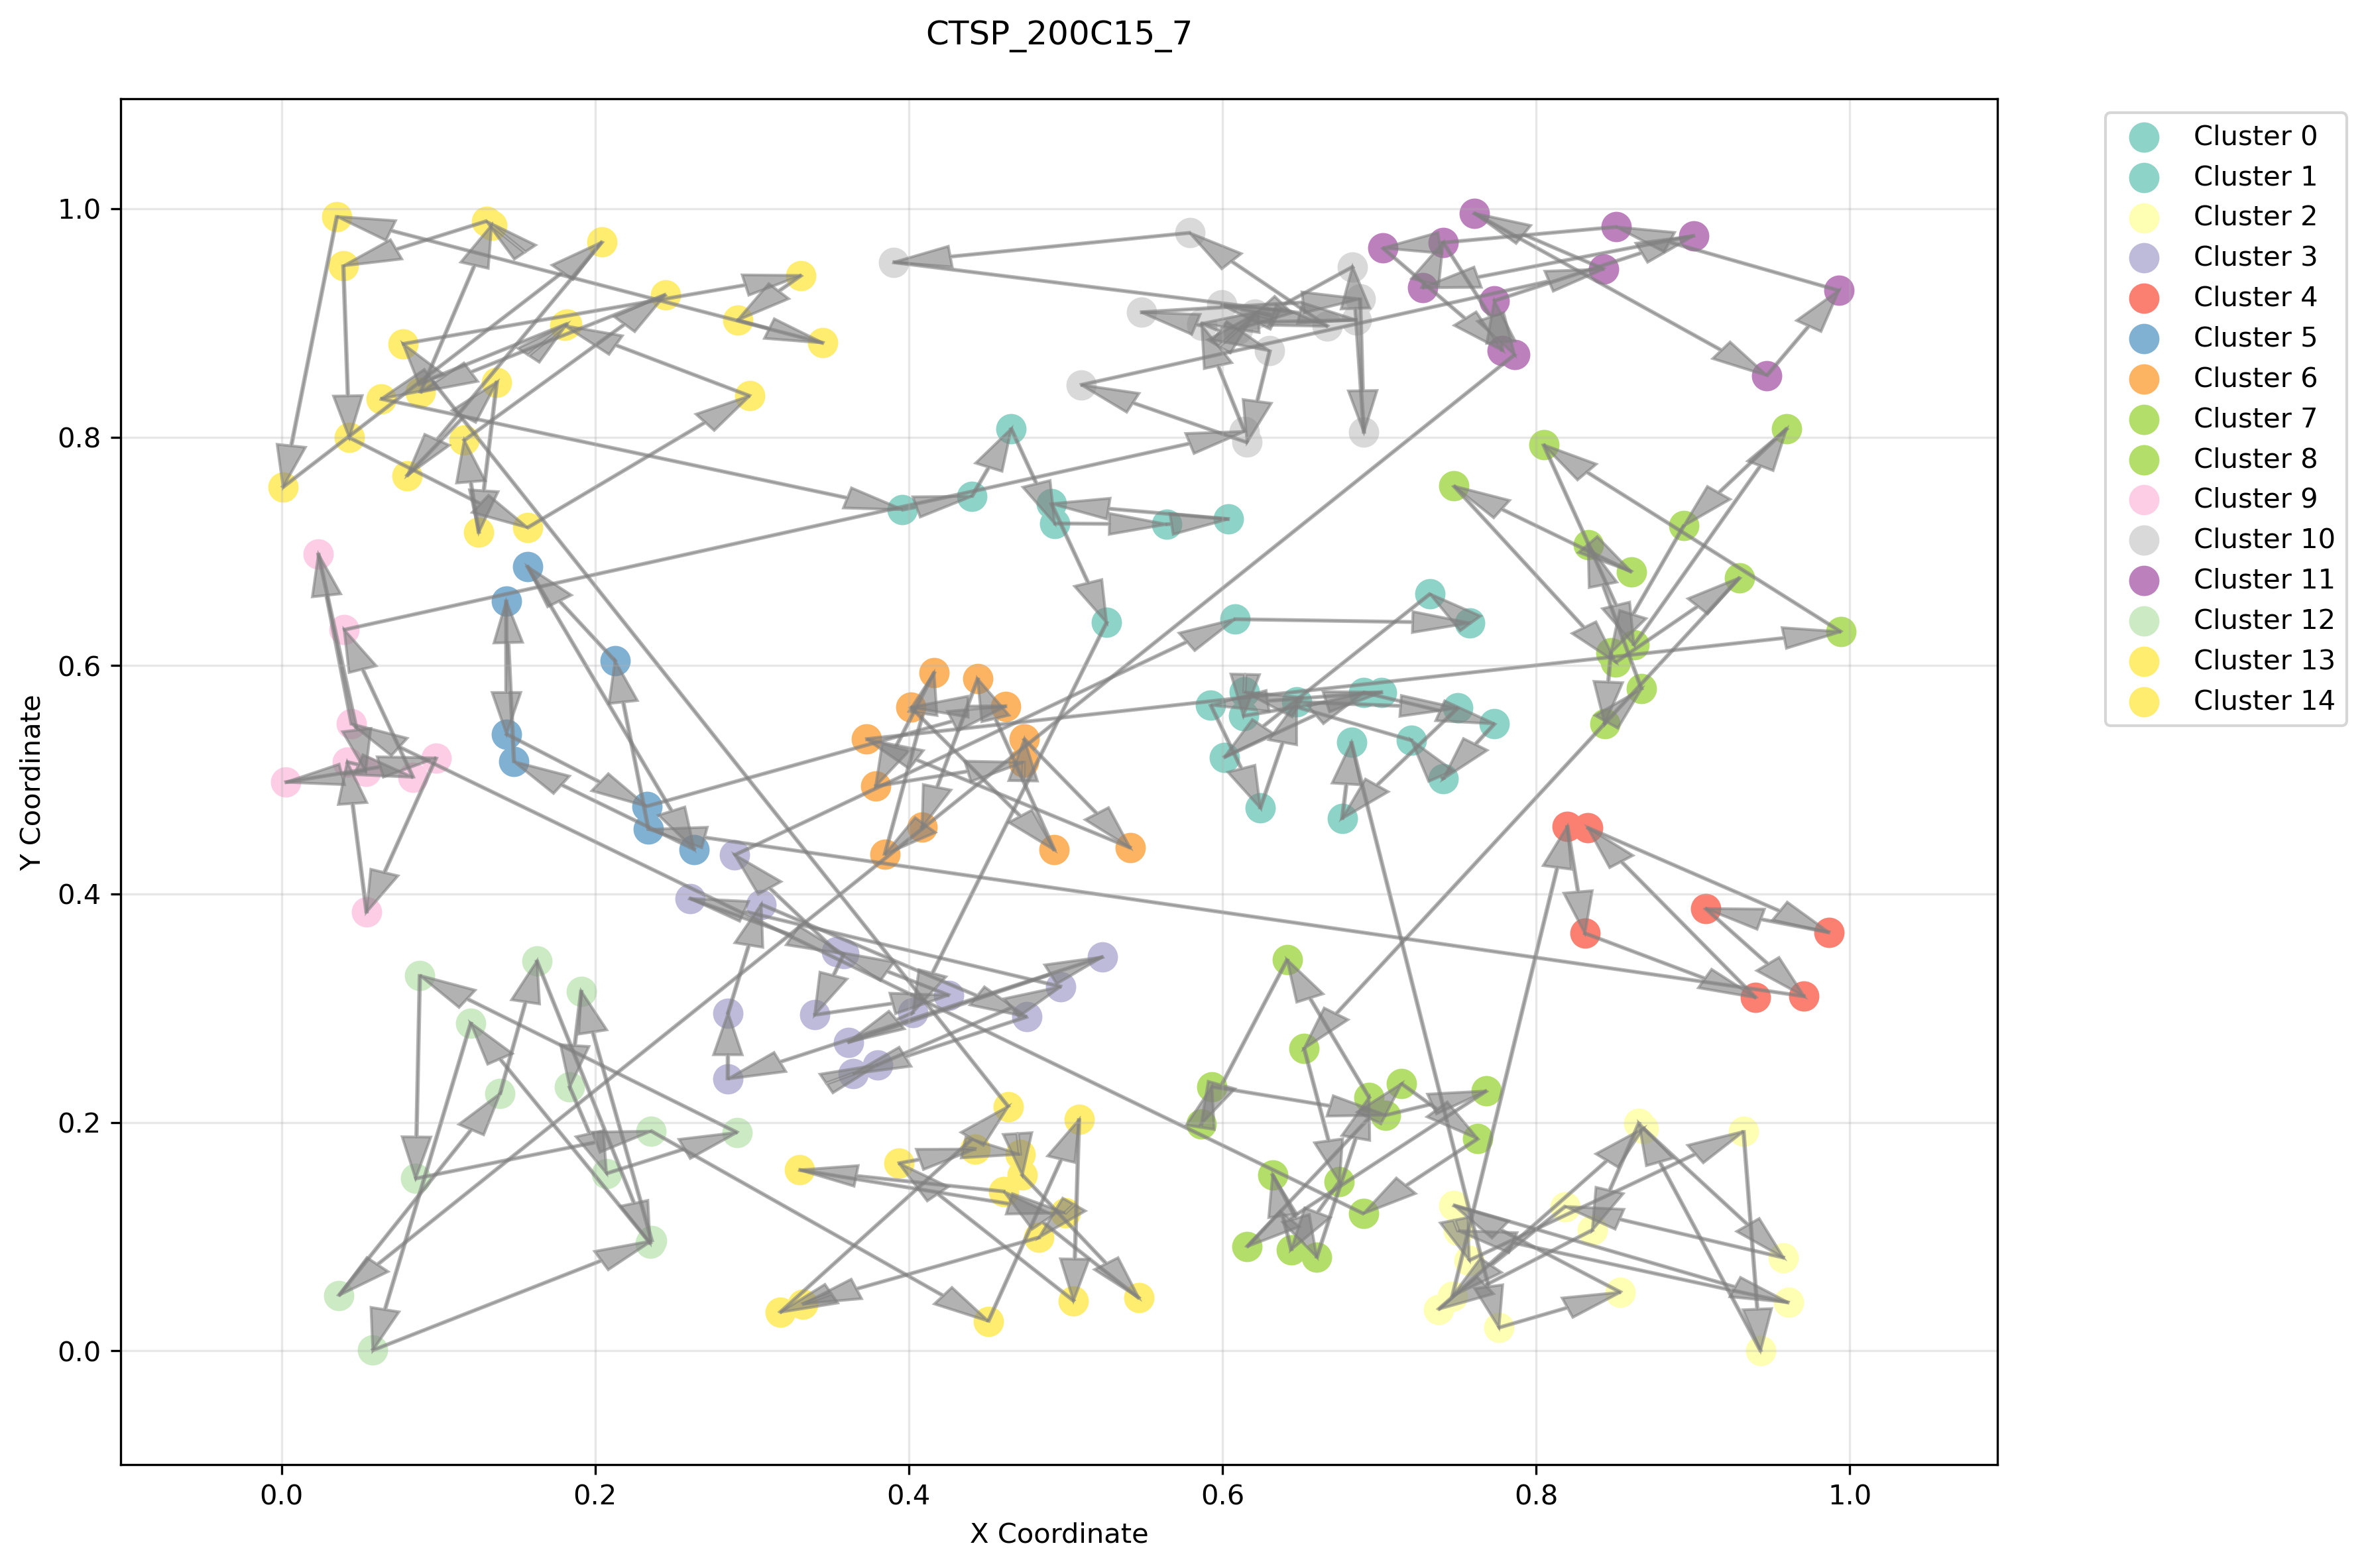 CTSP_200C15_7
Y Coordinate
1.0
0.8
0.6
0.4
0.2
0.0
0.0 0.2 0.4 0.6 0.8 1.0
X Coordinate
Cluster 0
Cluster 1
Cluster 2
Cluster 3
Cluster 4
Cluster 5
Cluster 6
Cluster 7
Cluster 8
Cluster 9
Cluster 10
Cluster 11
Cluster 12
Cluster 13
Cluster 14